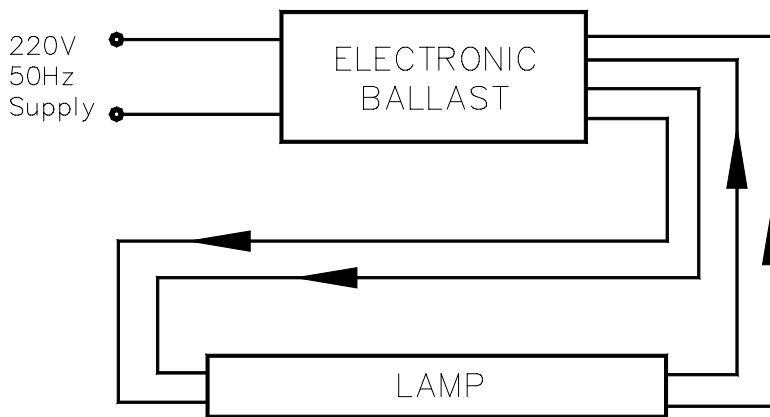 220V
50Hz
Supply
ELECTRONIC
BALLAST
LAMP